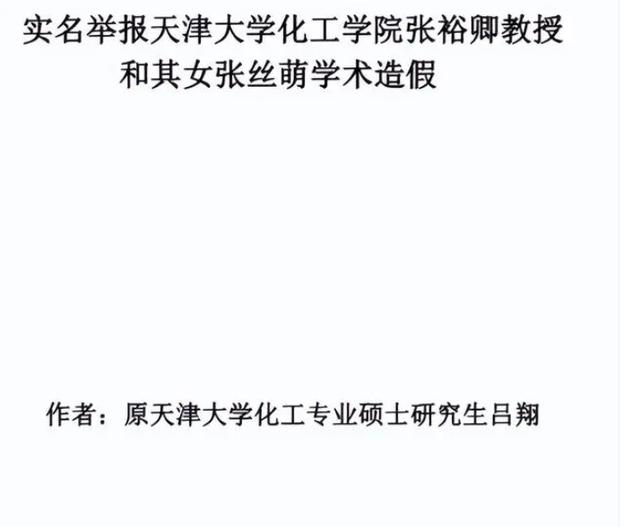 实名举报天津大学化工学院张裕卿教授
和其女张丝萌学术造假
作者：原天津大学化工专业硕士研究生吕翔